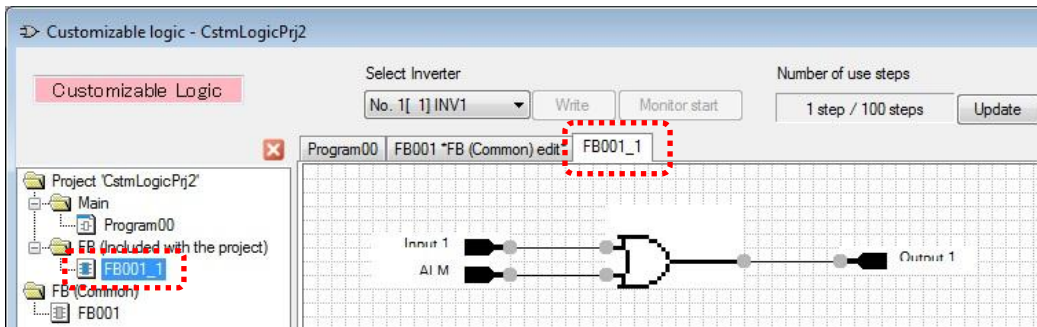 Customizable logic - CstmLogicPrj2
Customizable Logic
Select Inverter
No. 1[ 1] INV1
Write
Monitor start
Number of use steps
1 step / 100 steps
Update
Program00
FB001 *FB (Common) edit*
FB001_1
Project 'CstmLogicPrj2'
Main
Program00
FB (Included with the project)
FB001_1
FB (Common)
FB001
Input 1
ALM
Output 1